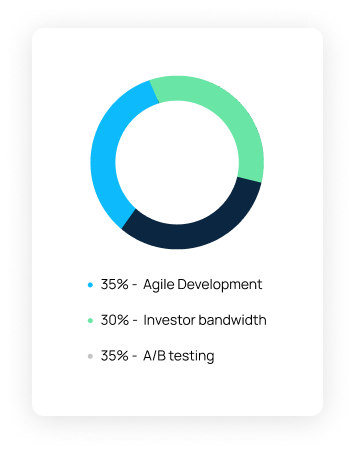 35% - Agile Development
30% - Investor bandwidth
35% - A/B testing